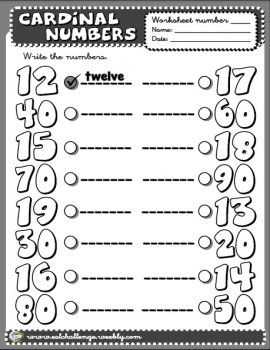 CARDINAL NUMBERS
Worksheet number
Name:
Date:
Write the numbers.
12 twelve 17
40 60
15 18
70 90
19 13
30 20
16 14
80 50
www.eslchallenge.weebly.com